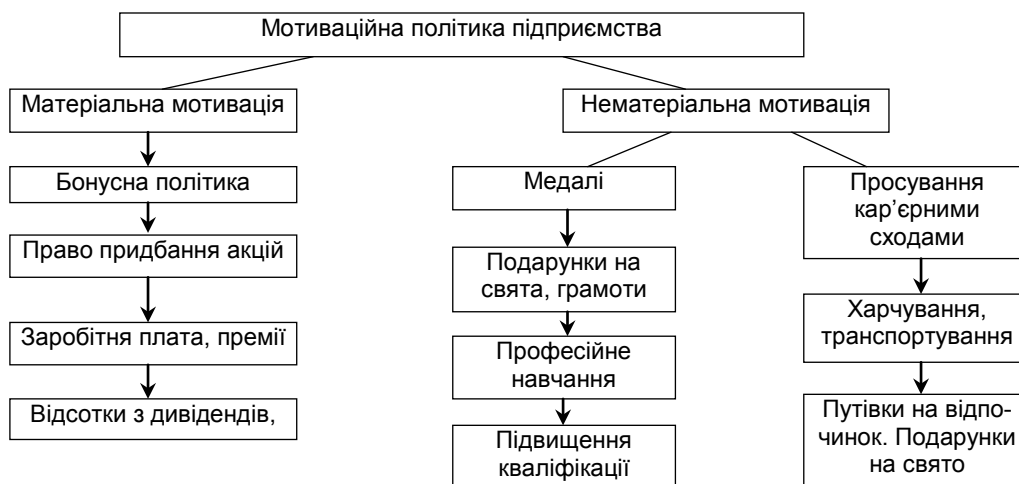 Мотиваційна політика підприємства
Матеріальна мотивація
Нематеріальна мотивація
Бонусна політика
Право придбання акцій
Заробітня плата, премії
Відсотки з дивідендів,
Медалі
Подарунки на
свята, грамоти
Професійне
навчання
Підвищення
кваліфікації
Просування
кар’єрними
сходами
Харчування,
транспортування
Путівки на відпо-
чинок. Подарунки
на свято